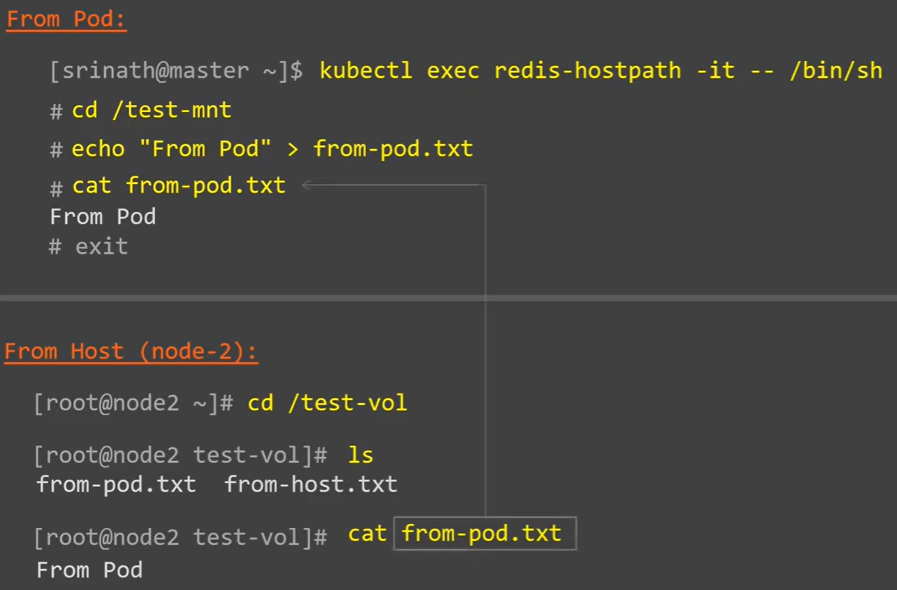 From Pod:
[srinath@master ~]$ kubectl exec redis-hostpath -it -- /bin/sh
# cd /test-mnt
# echo "From Pod" > from-pod.txt
# cat from-pod.txt
From Pod
# exit
From Host (node-2):
[root@node2 ~]# cd /test-vol
[root@node2 test-vol]# ls
from-pod.txt from-host.txt
[root@node2 test-vol]# cat from-pod.txt
From Pod